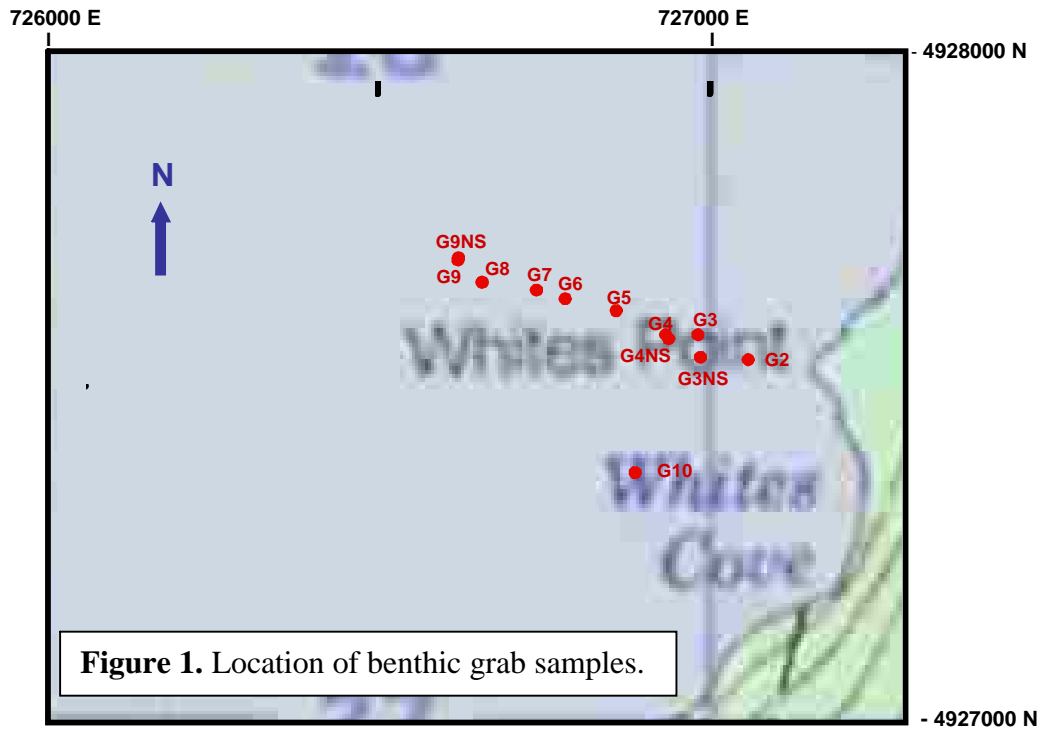 726000 E 727000 E
- 4928000 N
N
G9NS
G9 G8
G7 G6
G5
G4 G3
Whites Point
G4NS G2
G3NS
Whites G10
Cove
Figure 1. Location of benthic grab samples.
- 4927000 N